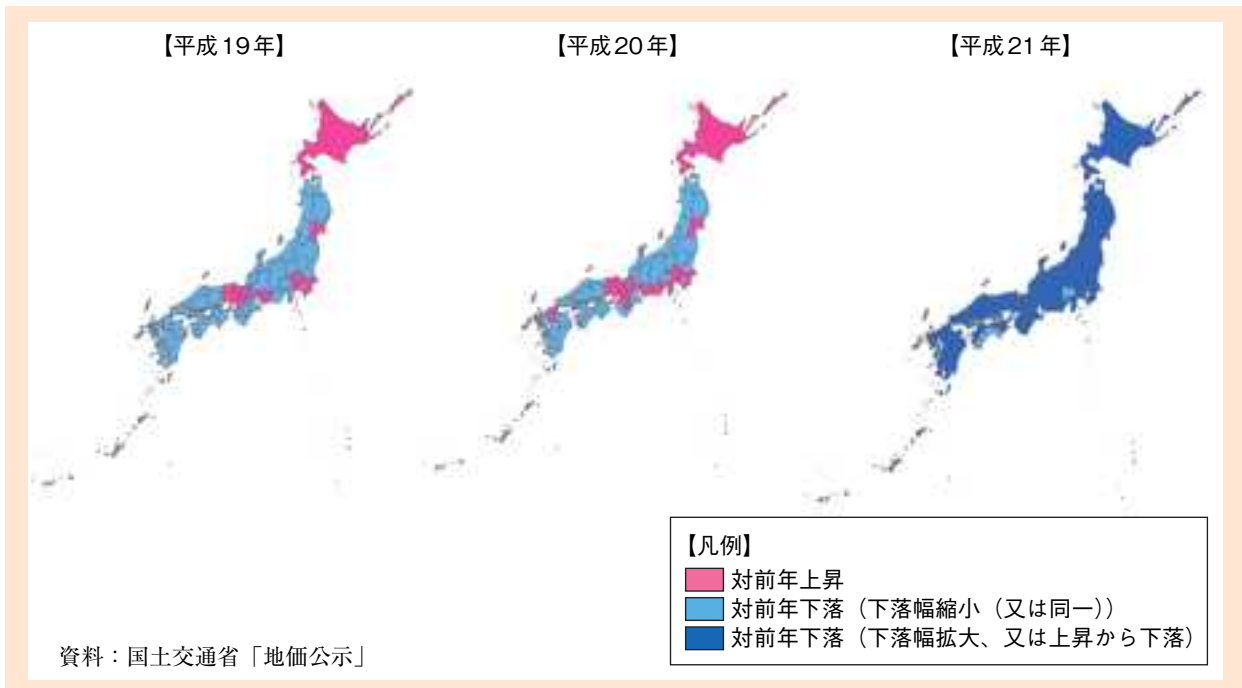 【平成19年】
【平成20年】
【平成21年】
【凡例】
対前年上昇
対前年下落（下落幅縮小（又は同一））
対前年下落（下落幅拡大、又は上昇から下落）
資料：国土交通省「地価公示」